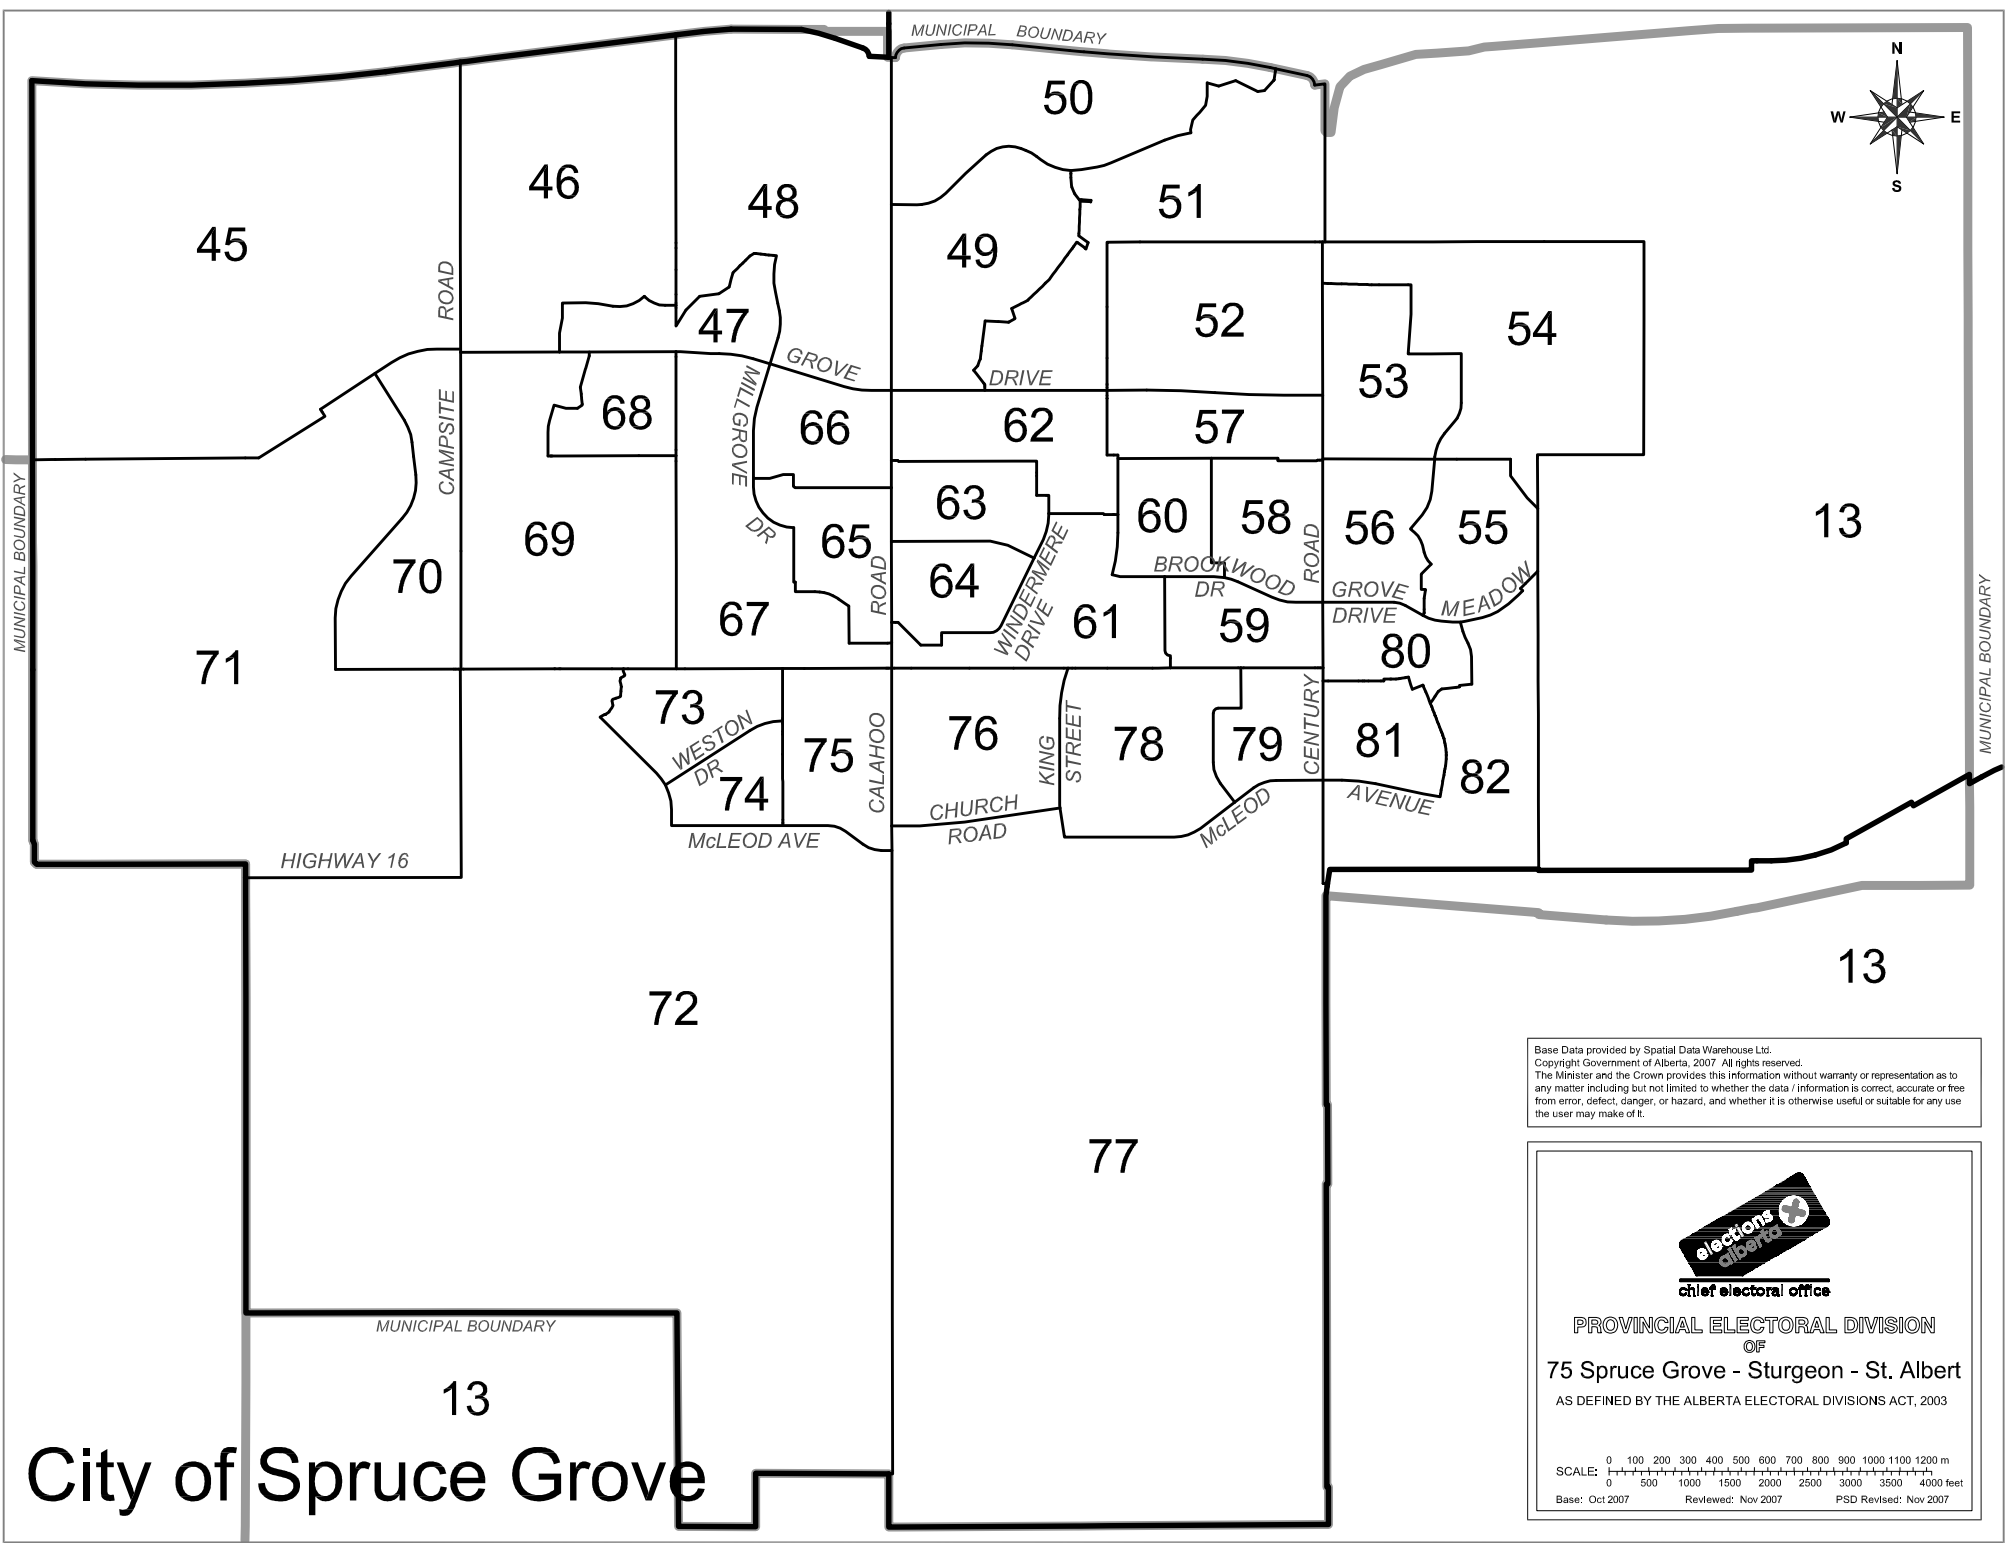 MUNICIPAL BOUNDARY
N
W E
S
50
46
48
51
45
49
ROAD
47
52
54
GROVE
DRIVE
53
MILLGROVE
CAMPSITE
68
66
62
57
MUNICIPAL BOUNDARY
63
60
58
56
55
13
DR
69
65
WINDERMERE
DRIVE
ROAD
70
64
ROAD
BROOKWOOD
DR
GROVE
DRIVE
MEADOW
MUNICIPAL BOUNDARY
67
61
59
80
71
73
WESTON
DR
76
KING
STREET
78
79
CENTURY
81
75
CALAHOO
74
82
CHURCH
ROAD
McLEOD
AVENUE
McLEOD AVE
HIGHWAY 16
13
72
77
Base Data provided by Spatial Data Warehouse Ltd.
Copyright Government of Alberta, 2007 All rights reserved.
The Minister and the Crown provides this information without warranty or representation as to
any matter including but not limited to whether the data / information is correct, accurate or free
from error, defect, danger, or hazard, and whether it is otherwise useful or suitable for any use
the user may make of it.
elections
alberta
chief electoral office
PROVINCIAL ELECTORAL DIVISION
OF
75 Spruce Grove - Sturgeon - St. Albert
AS DEFINED BY THE ALBERTA ELECTORAL DIVISIONS ACT, 2003
MUNICIPAL BOUNDARY
13
City of Spruce Grove
0 100 200 300 400 500 600 700 800 900 1000 1100 1200 m
SCALE:
0 500 1000 1500 2000 2500 3000 3500 4000 feet
Base: Oct 2007 Reviewed: Nov 2007 PSD Revised: Nov 2007